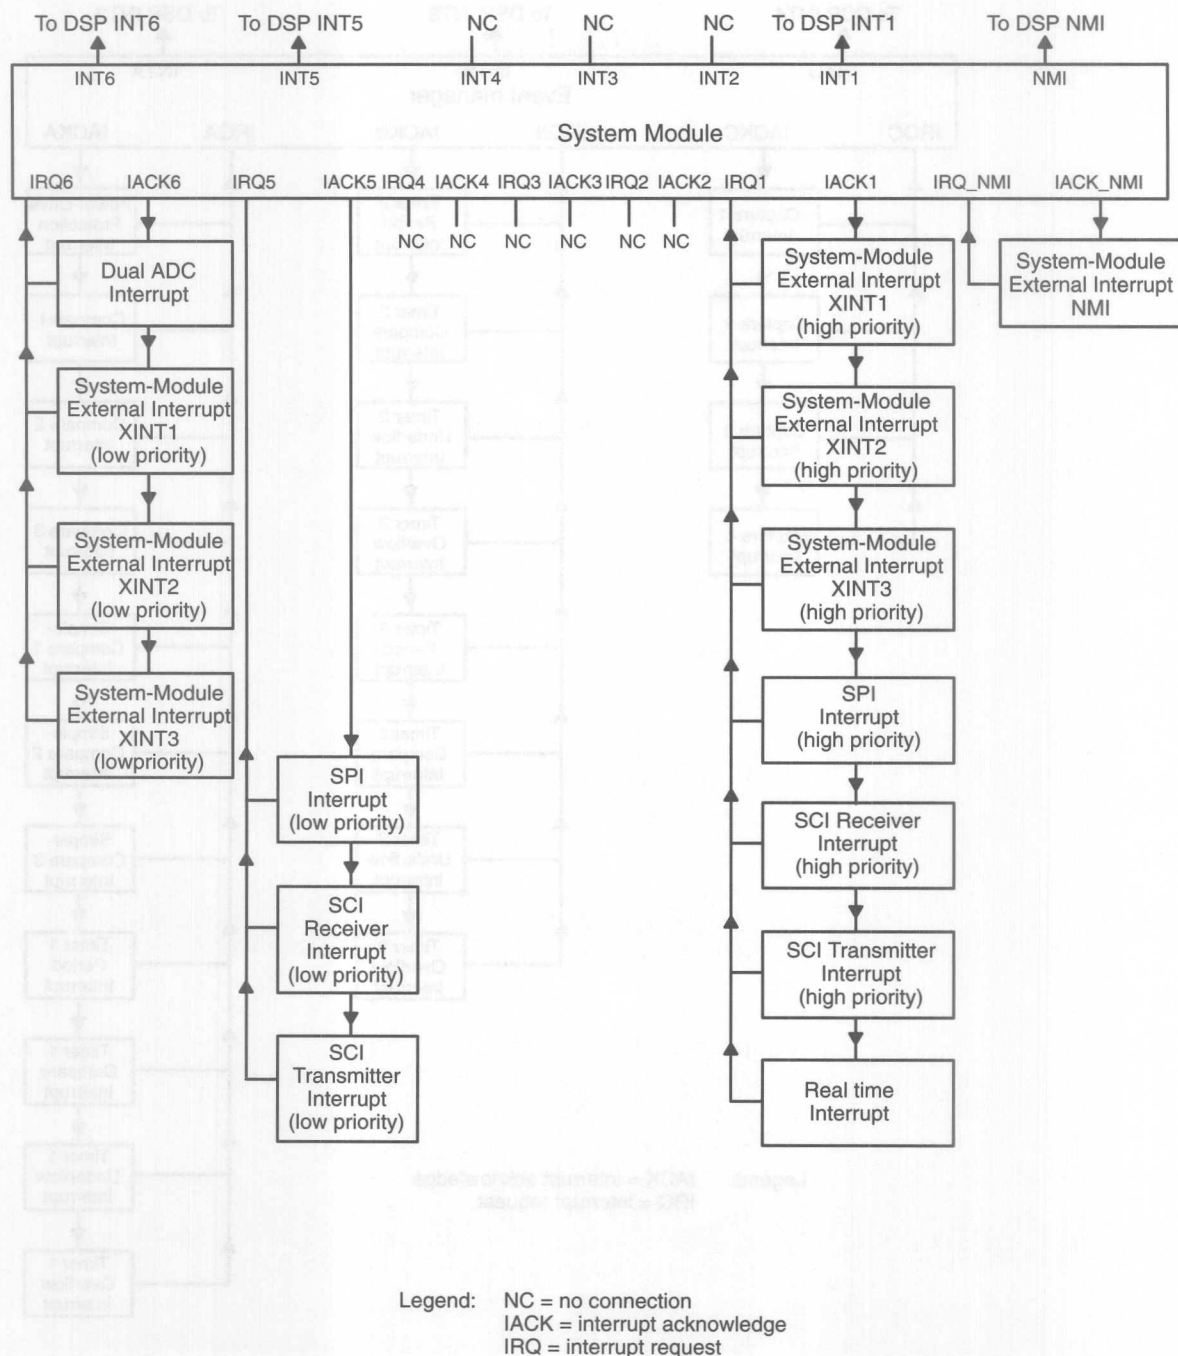 To DSP INT6 To DSP INT5 NC NC NC To DSP INT1 To DSP NMI
INT6 INT5 INT4 INT3 INT2 INT1 NMI
System Module
IRQ6 IACK6 IRQ5 IACK5 IRQ4 IACK4 IRQ3 IACK3 IRQ2 IACK2 IRQ1 IACK1 IRQ_NMI IACK_NMI
NC NC NC NC NC NC
Dual ADC
Interrupt
System-Module
External Interrupt
XINT1
(low priority)
System-Module
External Interrupt
XINT2
(low priority)
System-Module
External Interrupt
XINT3
(lowpriority)
SPI
Interrupt
(low priority)
SCI
Receiver
Interrupt
(low priority)
SCI
Transmitter
Interrupt
(low priority)
System-Module
External Interrupt
XINT1
(high priority)
System-Module
External Interrupt
XINT2
(high priority)
System-Module
External Interrupt
XINT3
(high priority)
SPI
Interrupt
(high priority)
SCI Receiver
Interrupt
(high priority)
SCI Transmitter
Interrupt
(high priority)
Real time
Interrupt
System-Module
External Interrupt
NMI
Legend: NC = no connection
IACK = interrupt acknowledge
IRQ = interrupt request